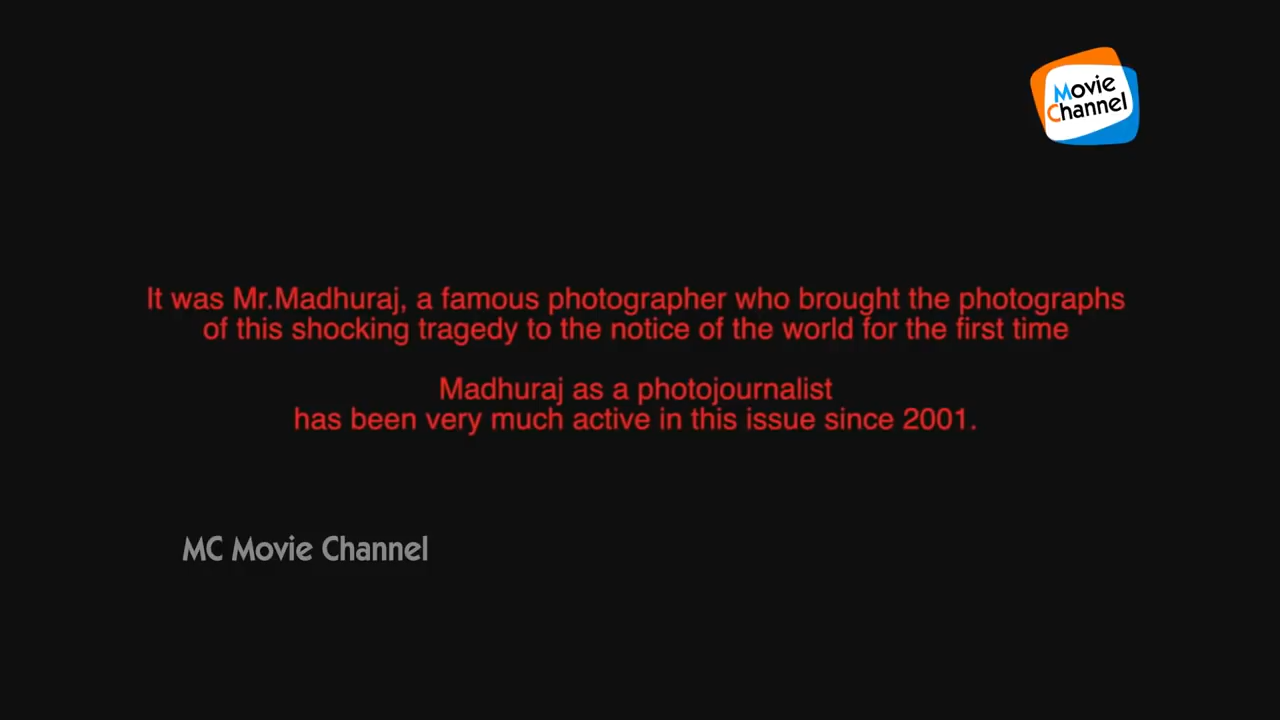 Movie
Channel
It was Mr.Madhuraj, a famous photographer who brought the photographs
of this shocking tragedy to the notice of the world for the first time
Madhuraj as a photojournalist
has been very much active in this issue since 2001.
MC Movie Channel